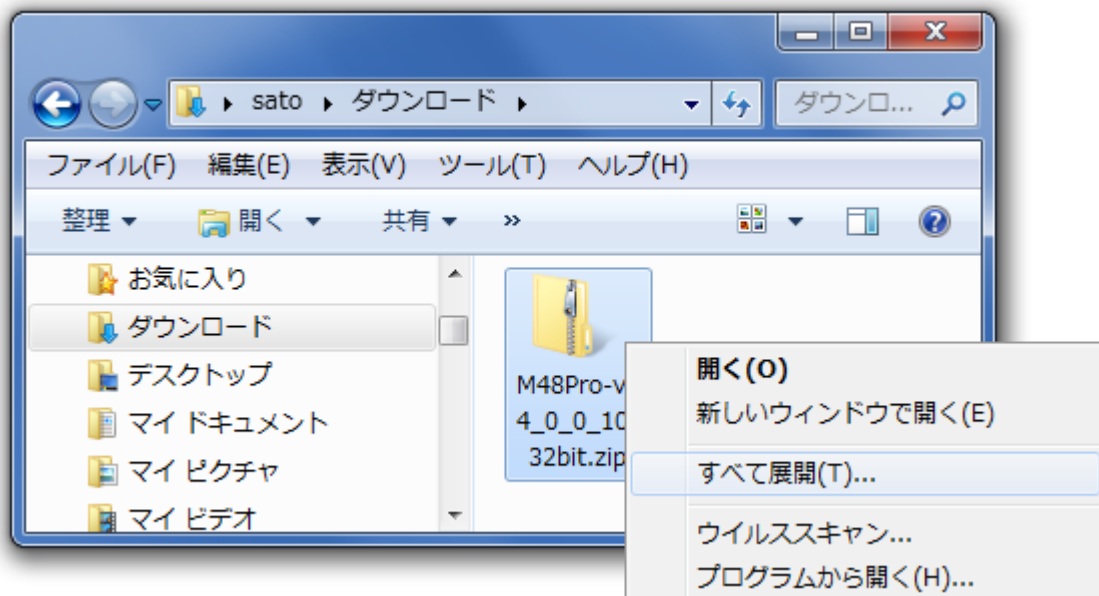 sato ダウンロード
ダウンロ...
ファイル(F) 編集(E) 表示(V) ツール(T) ヘルプ(H)
整理 開く 共有 »
お気に入り
ダウンロード
デスクトップ
マイ ドキュメント
マイ ピクチャ
マイ ビデオ
M48Pro-v
4_0_0_10
32bit.zip
開く(O)
新しいウィンドウで開く(E)
すべて展開(T)...
ウイルススキャン...
プログラムから開く(H)...